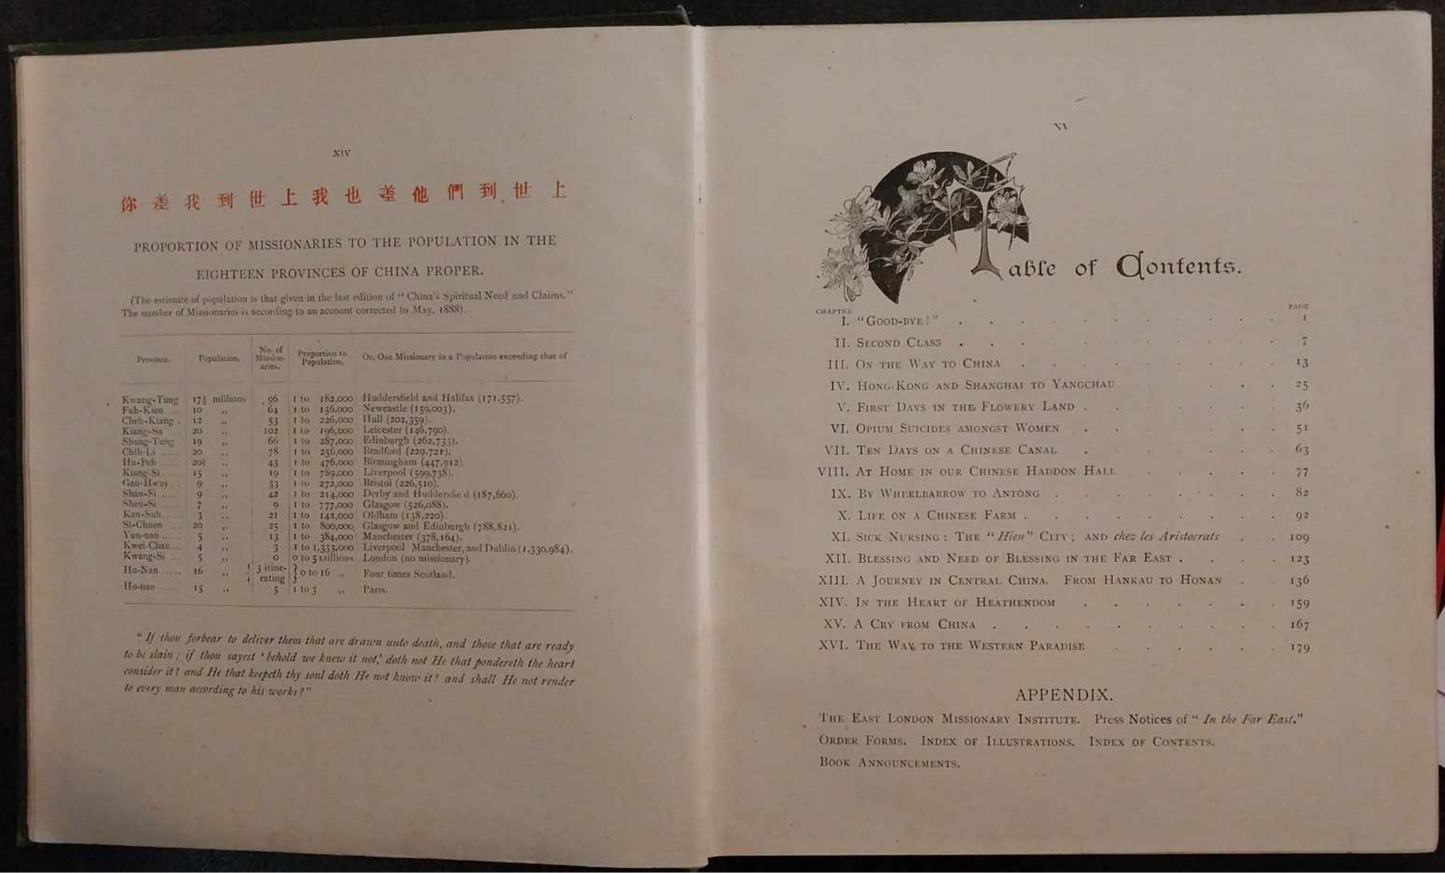 xiv
你差我到世上我也差他們到世上
PROPORTION OF MISSIONARIES TO THE POPULATION IN THE
EIGHTEEN PROVINCES OF CHINA PROPER.
(The estimate of population is that given in the last edition of "China's Spiritual Need and Claims."
The number of Missionaries is according to an account corrected to May, 1888).
Province. Population. No. of Mission-aries. Proportion to Population. Or, One Missionary to a Population exceeding that of
Kwang-Tung 17½ millions 96 1 to 182,000 Huddersfield and Halifax (171,557).
Fuh-Kien ... 10 ,, 64 1 to 156,000 Newcastle (159,003).
Cheh-Kiang . 12 ,, 53 1 to 226,000 Hull (202,359).
Kiang-Su 20 ,, 102 1 to 196,000 Leicester (146,790).
Shang-Tung 19 ,, 66 1 to 287,000 Edinburgh (262,733).
Chih-Li ... 20 ,, 78 1 to 256,000 Bradford (229,721).
Hu-Peh 20½ ,, 43 1 to 476,000 Birmingham (447,912).
Kiang-Si 15 ,, 19 1 to 789,000 Liverpool (599,738).
Gan-Hway 9 ,, 33 1 to 272,000 Bristol (226,510).
Shan-Si 9 ,, 42 1 to 214,000 Derby and Huddersfield (187,660).
Shen-Si 7 ,, 9 1 to 777,000 Glasgow (526,088).
Kan-Suh 3 ,, 21 1 to 142,000 Oldham (138,220).
Si-Chuen 20 ,, 25 1 to 800,000 Glasgow and Edinburgh (788,821).
Yun-nan 5 ,, 13 1 to 384,000 Manchester (378,164).
Kwei-Chau 4 ,, 3 1 to 1,333,000 Liverpool Manchester, and Dublin (1,330,984).
Kwang-Si 5 ,, 0 0 to 5 millions London (no missionary).
Hu-Nan ...... 16 ,, { 3 itine-rating } 0 to 16 ,, Four times Scotland.
Ho-nan ...... 15 ,, 5 1 to 3 ,, Paris.
"If thou forbear to deliver them that are drawn unto death, and those that are ready
to be slain; if thou sayest 'behold we knew it not,' doth not He that pondereth the heart
consider it? and He that keepeth thy soul doth He not know it? and shall He not render
to every man according to his works?"
xv
Table of Contents.
CHAPTER PAGE
I. "GOOD-BYE!" . . . . 1
II. SECOND CLASS . . . . 7
III. ON THE WAY TO CHINA . . . . 13
IV. HONG-KONG AND SHANGHAI TO YANGCHAU . . . 25
V. FIRST DAYS IN THE FLOWERY LAND . . . . 36
VI. OPIUM SUICIDES AMONGST WOMEN . . . . 51
VII. TEN DAYS ON A CHINESE CANAL . . . . 63
VIII. AT HOME IN OUR CHINESE HADDON HALL . . . . 77
IX. BY WHEELBARROW TO ANTONG . . . . 82
X. LIFE ON A CHINESE FARM . . . . 92
XI. SICK NURSING: THE "Hien" CITY; AND chez les Aristocrats . . 109
XII. BLESSING AND NEED OF BLESSING IN THE FAR EAST . . . . 123
XIII. A JOURNEY IN CENTRAL CHINA. FROM HANKAU TO HONAN . . 136
XIV. IN THE HEART OF HEATHENDOM . . . . 159
XV. A CRY FROM CHINA . . . . 167
XVI. THE WAY TO THE WESTERN PARADISE . . . . 179
APPENDIX.
THE EAST LONDON MISSIONARY INSTITUTE. Press Notices of "In the Far East."
ORDER FORMS. INDEX OF ILLUSTRATIONS. INDEX OF CONTENTS.
BOOK ANNOUNCEMENTS.